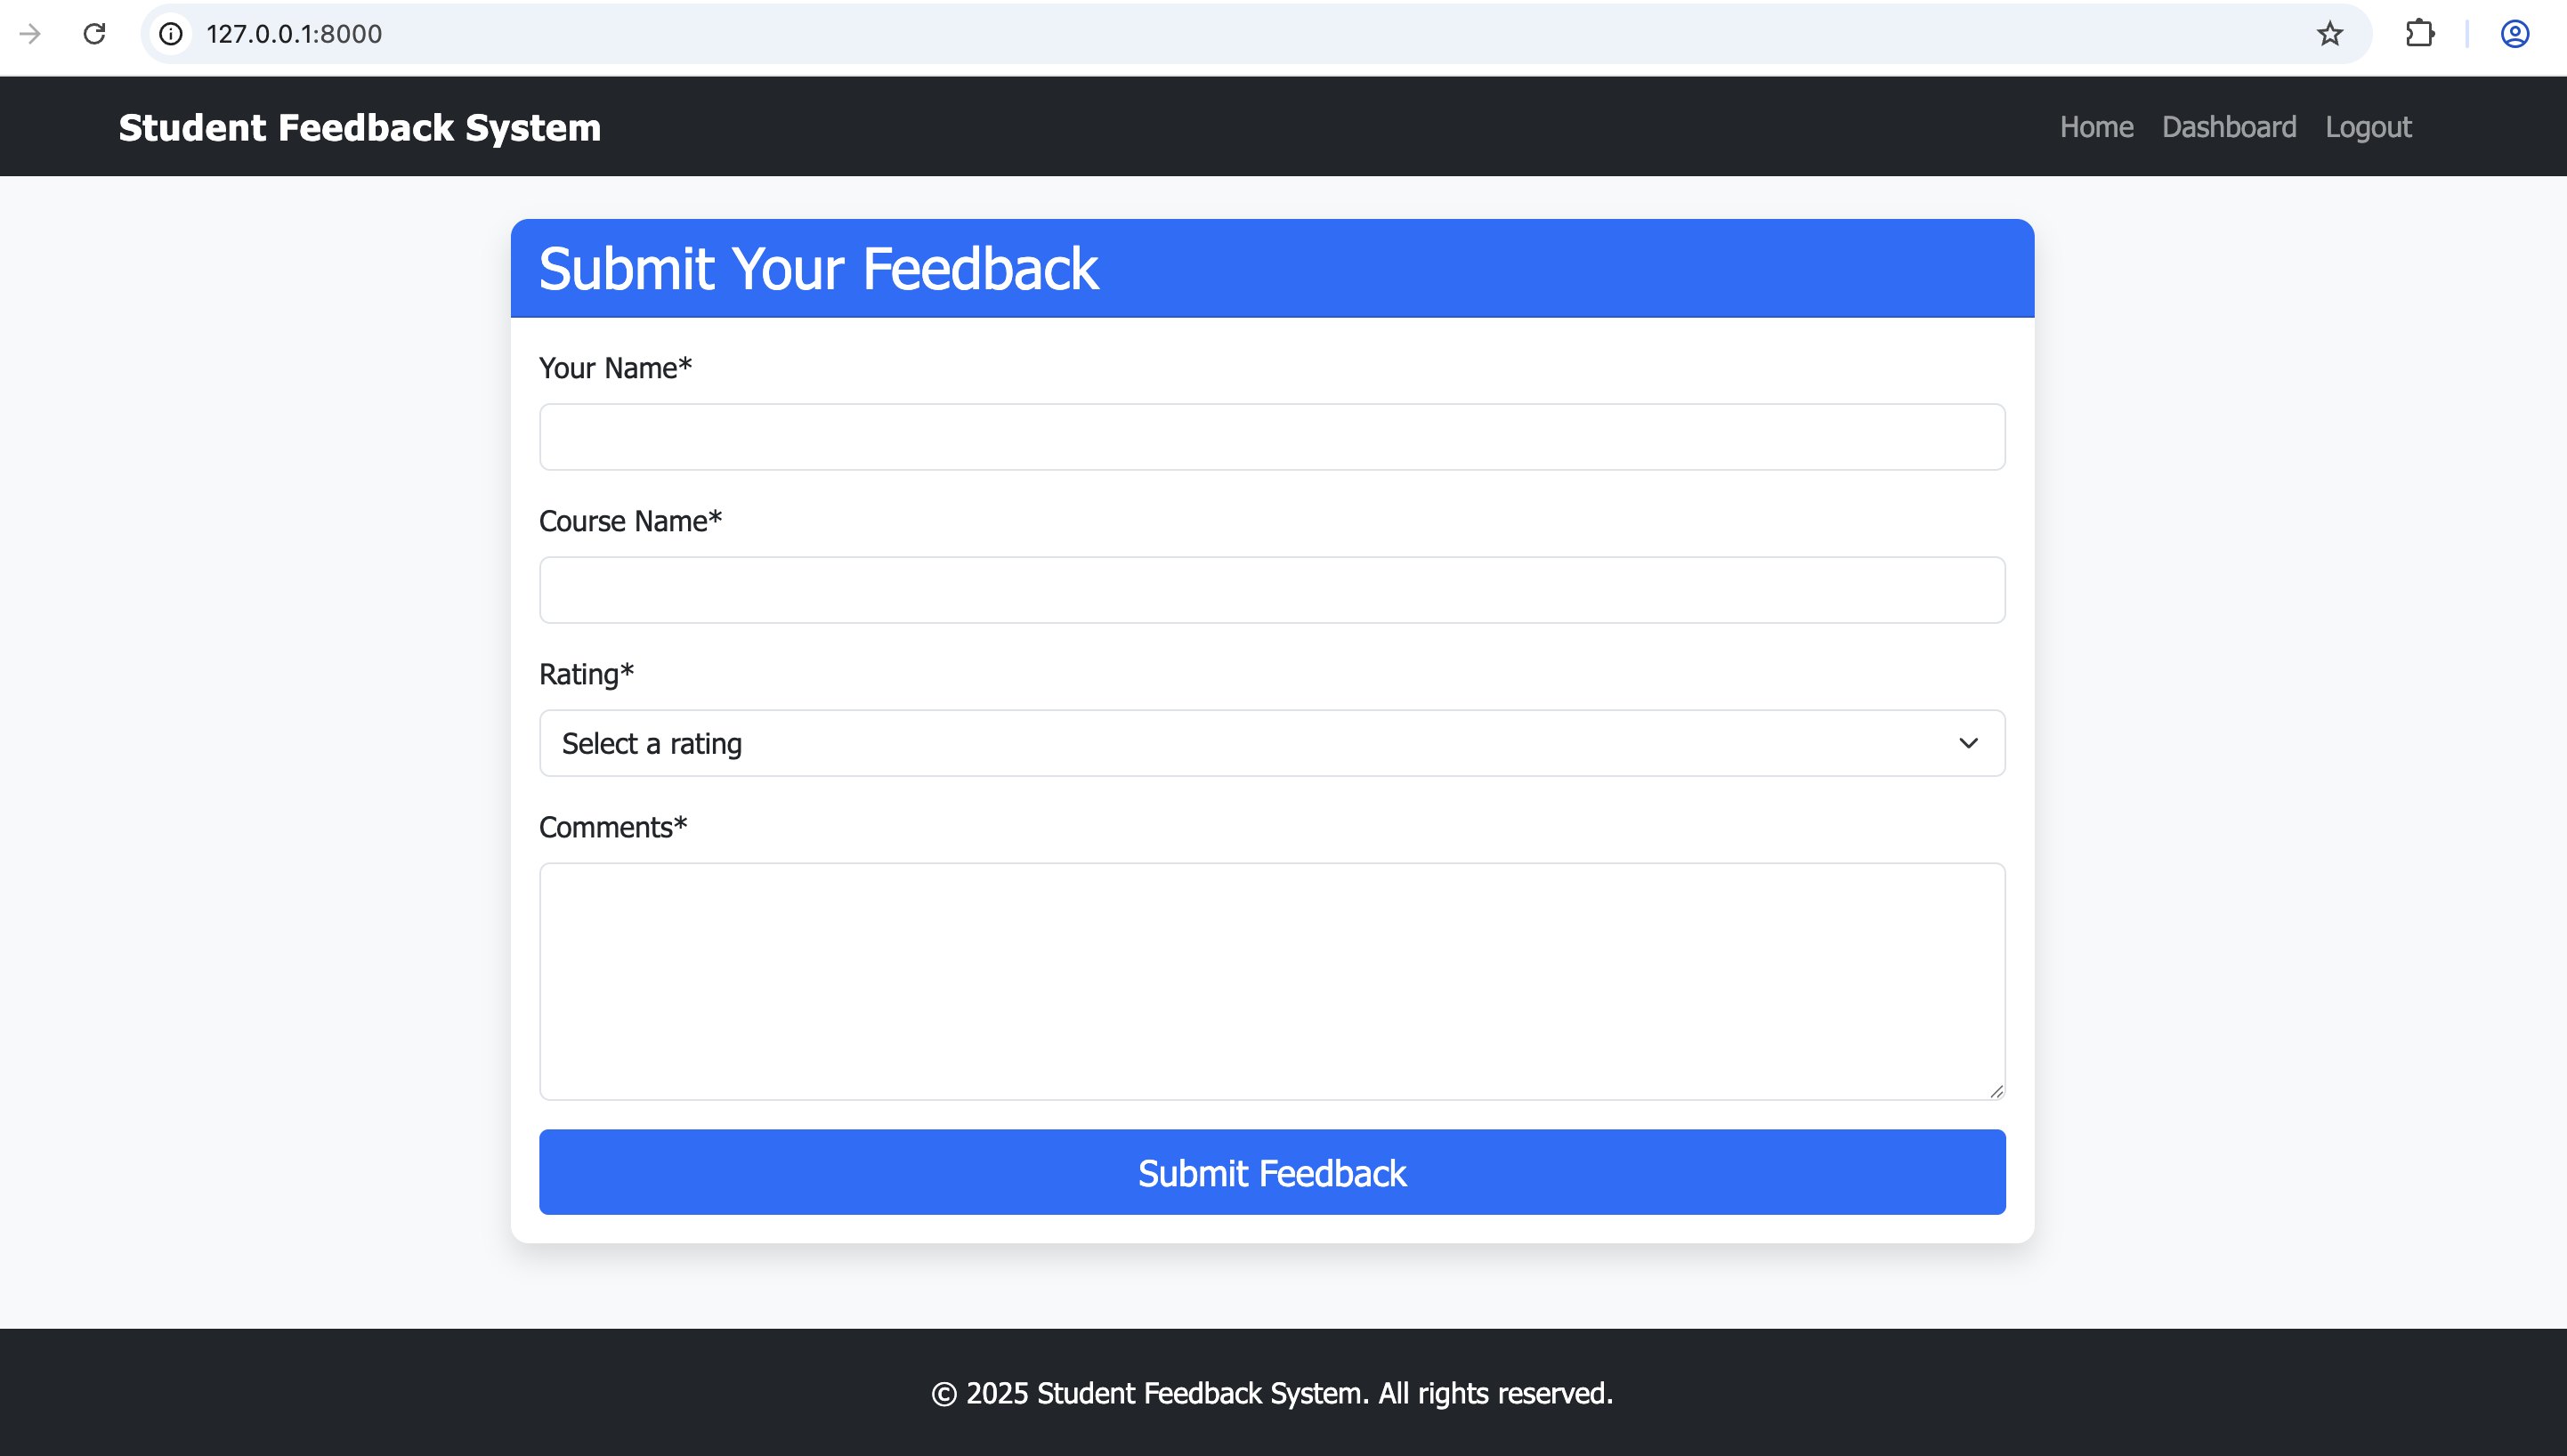 127.0.0.1:8000
Student Feedback System
Home Dashboard Logout
Submit Your Feedback
Your Name*
Course Name*
Rating*
Select a rating
Comments*
Submit Feedback
© 2025 Student Feedback System. All rights reserved.